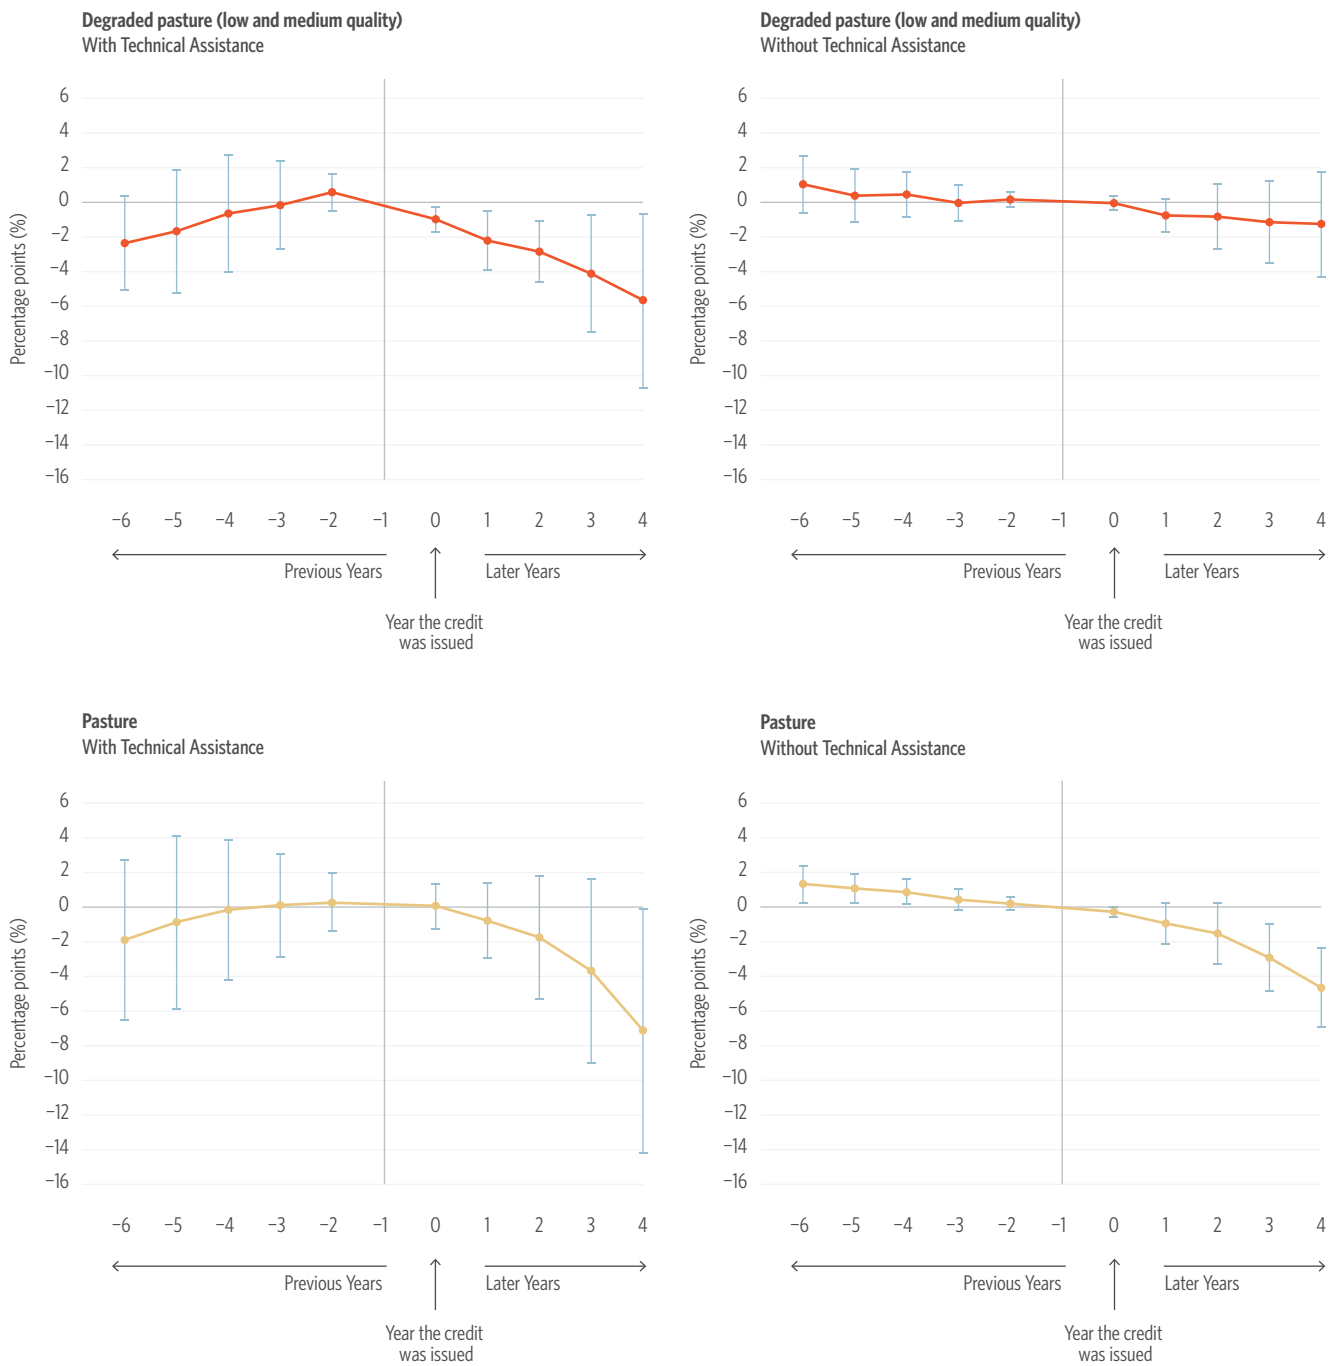 Degraded pasture (low and medium quality)
With Technical Assistance
Percentage points (%)
6
4
2
0
−2
−4
−6
−8
−10
−12
−14
−16
−6 −5 −4 −3 −2 −1 0 1 2 3 4
Previous Years
Later Years
Year the credit
was issued
Degraded pasture (low and medium quality)
Without Technical Assistance
Percentage points (%)
6
4
2
0
−2
−4
−6
−8
−10
−12
−14
−16
−6 −5 −4 −3 −2 −1 0 1 2 3 4
Previous Years
Later Years
Year the credit
was issued
Pasture
With Technical Assistance
Percentage points (%)
6
4
2
0
−2
−4
−6
−8
−10
−12
−14
−16
−6 −5 −4 −3 −2 −1 0 1 2 3 4
Previous Years
Later Years
Year the credit
was issued
Pasture
Without Technical Assistance
Percentage points (%)
6
4
2
0
−2
−4
−6
−8
−10
−12
−14
−16
−6 −5 −4 −3 −2 −1 0 1 2 3 4
Previous Years
Later Years
Year the credit
was issued